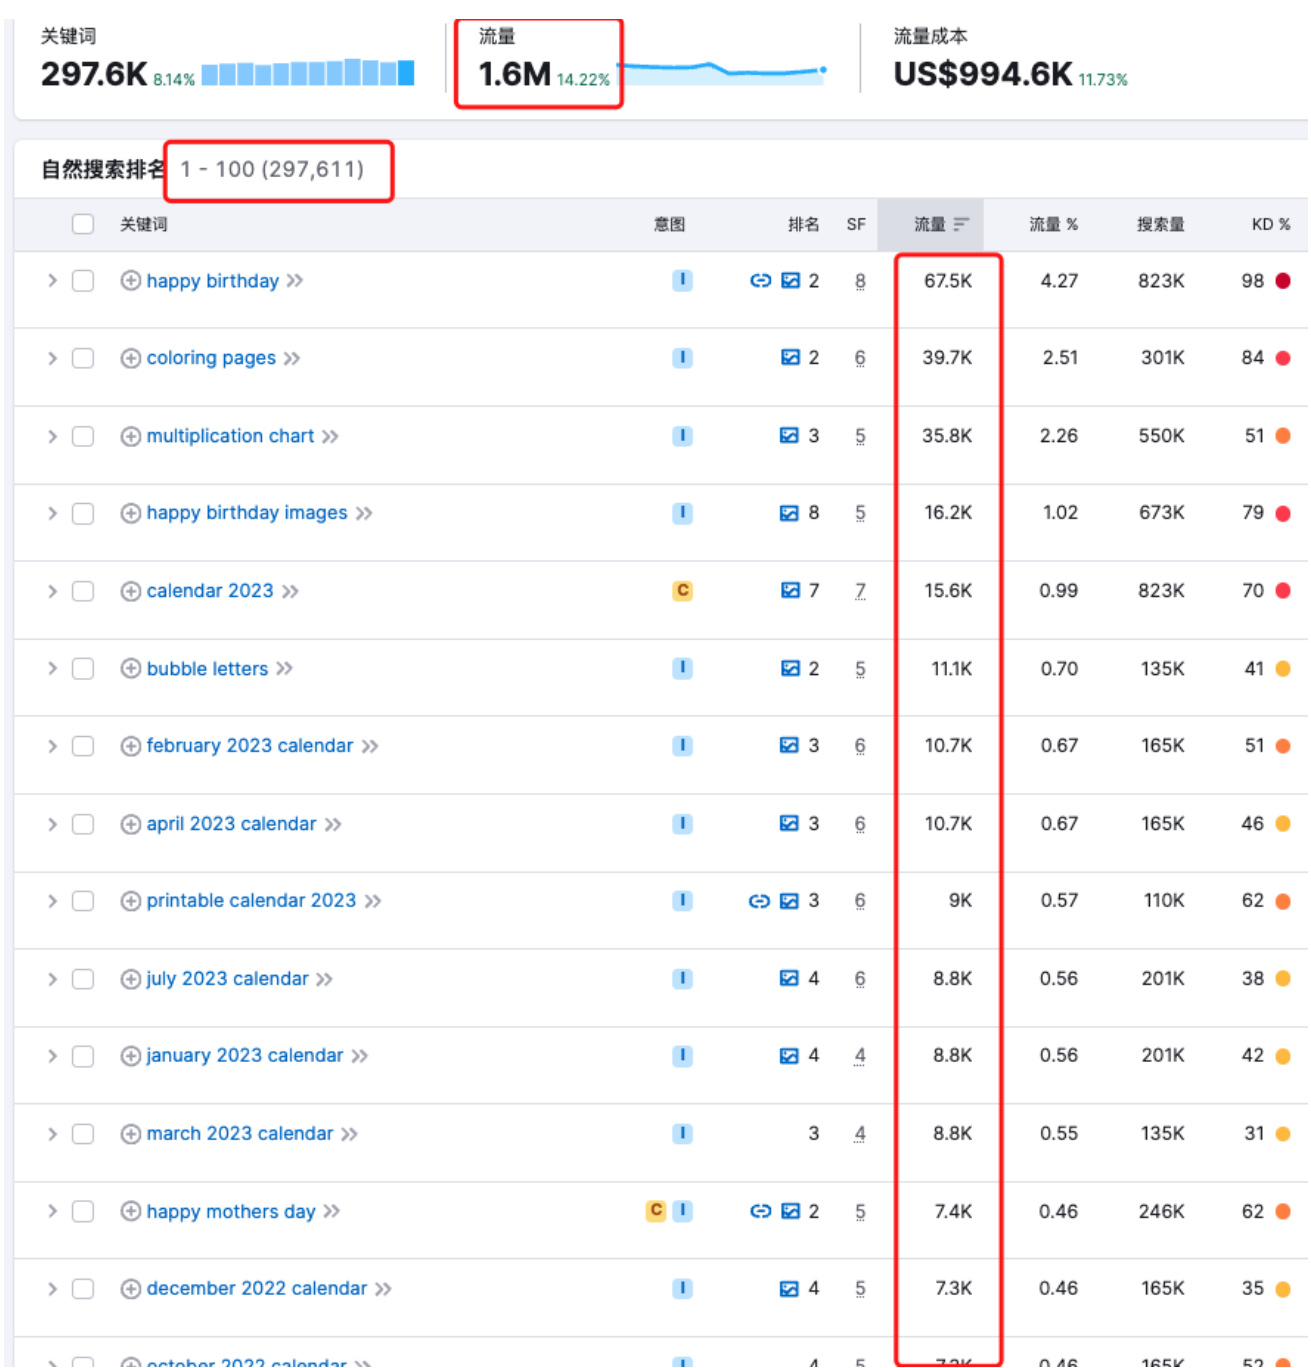 关键词 流量 流量成本
297.6K 8.14% 1.6M 14.22% US$994.6K 11.73%
自然搜索排名 1 - 100 (297,611)
关键词 意图 排名 SF 流量 流量 % 搜索量 KD %
happy birthday I 2 8 67.5K 4.27 823K 98
coloring pages I 2 6 39.7K 2.51 301K 84
multiplication chart I 3 5 35.8K 2.26 550K 51
happy birthday images I 8 5 16.2K 1.02 673K 79
calendar 2023 C 7 7 15.6K 0.99 823K 70
bubble letters I 2 5 11.1K 0.70 135K 41
february 2023 calendar I 3 6 10.7K 0.67 165K 51
april 2023 calendar I 3 6 10.7K 0.67 165K 46
printable calendar 2023 I 3 6 9K 0.57 110K 62
july 2023 calendar I 4 6 8.8K 0.56 201K 38
january 2023 calendar I 4 4 8.8K 0.56 201K 42
march 2023 calendar I 3 4 8.8K 0.55 135K 31
happy mothers day C I 2 5 7.4K 0.46 246K 62
december 2022 calendar I 4 5 7.3K 0.46 165K 35
october 2022 calendar I 4 5 0.46 165K 52